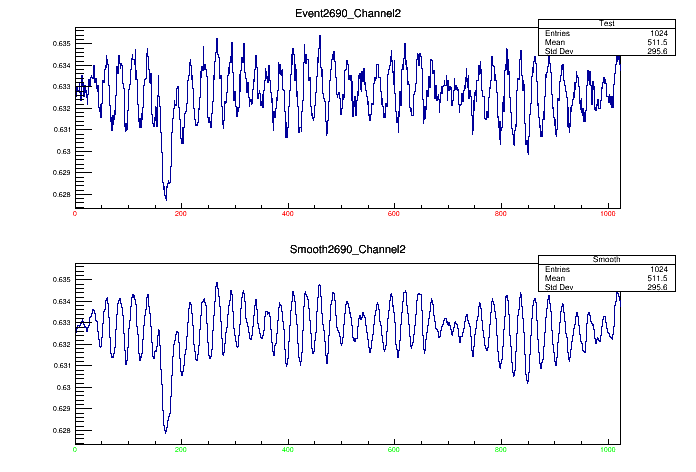 Event2690_Channel2
Test
Entries 1024
Mean 511.5
Std Dev 295.6
0.635
0.634
0.633
0.632
0.631
0.63
0.629
0.628
0 200 400 600 800 1000
Smooth2690_Channel2
Smooth
Entries 1024
Mean 511.5
Std Dev 295.6
0.635
0.634
0.633
0.632
0.631
0.63
0.629
0.628
0 200 400 600 800 1000